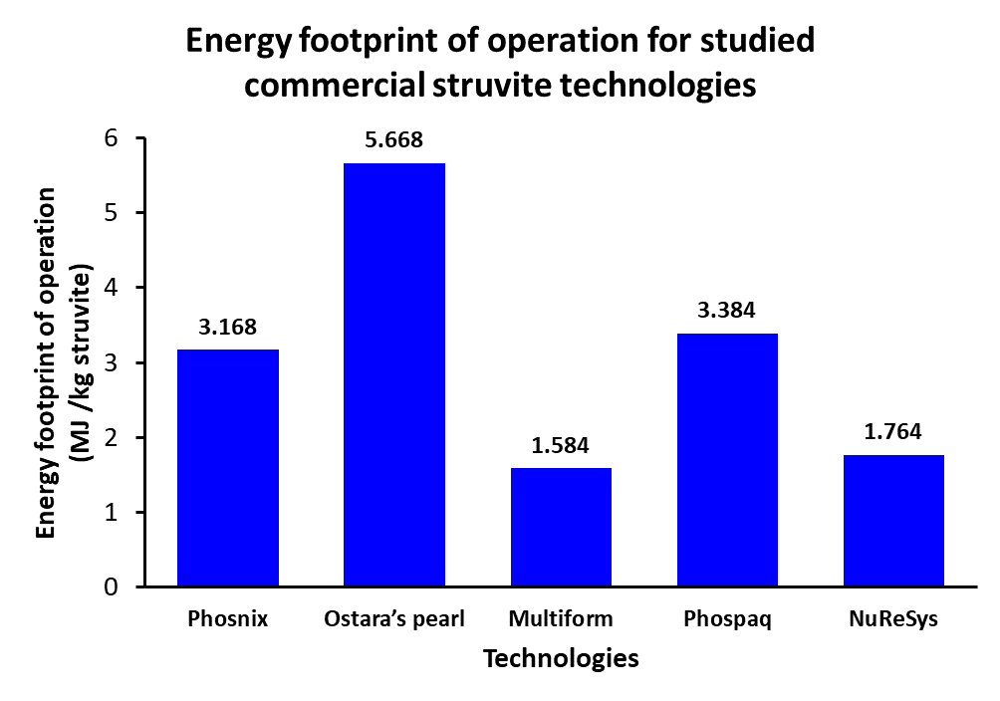 Energy footprint of operation for studied
commercial struvite technologies
Energy footprint of operation
(MJ /kg struvite)
6
5
4
3
2
1
0
3.168
5.668
1.584
3.384
1.764
Phosnix
Ostara’s pearl
Multiform
Phospaq
NuReSys
Technologies